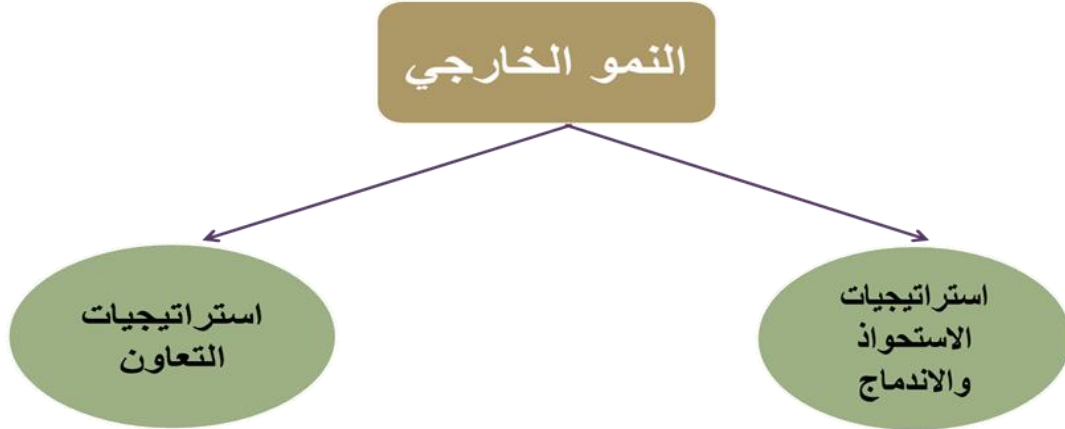 النمو الخارجي
استراتيجيات
الاستحواذ
والاندماج
استراتيجيات
التعاون